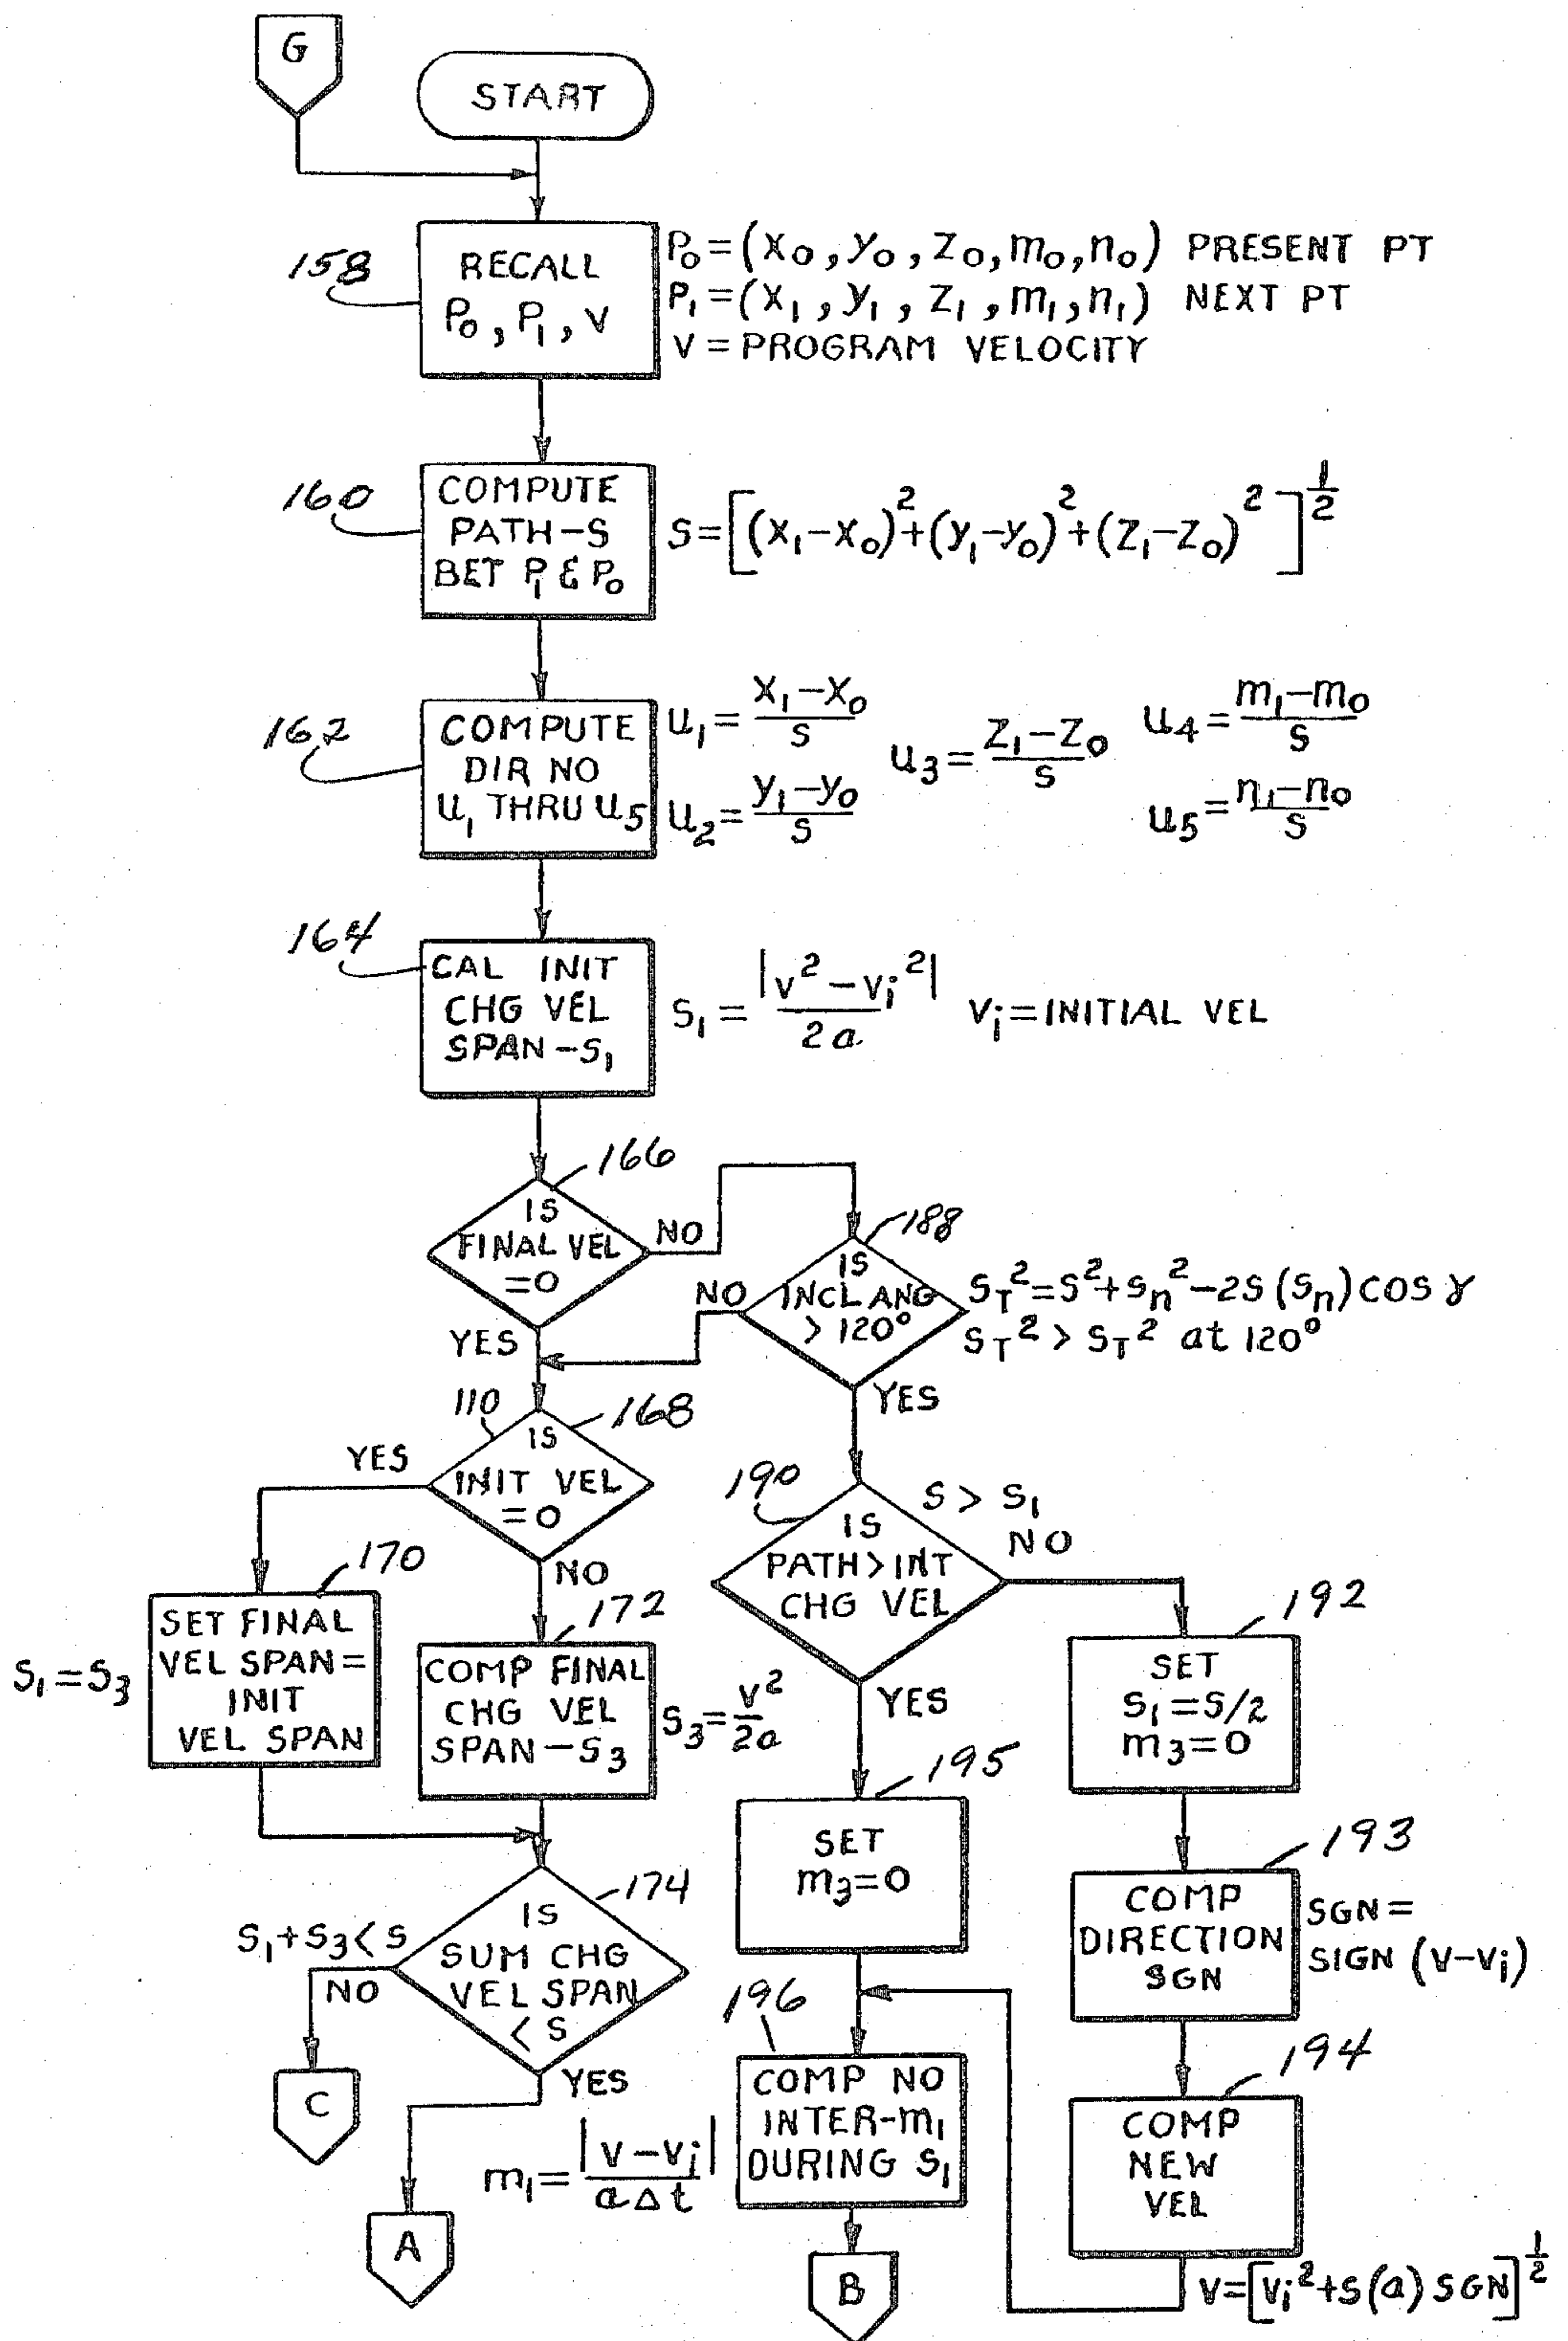 G
START
158
RECALL
P₀, P₁, V
P₀ = (X₀, Y₀, Z₀, m₀, n₀) PRESENT PT
P₁ = (X₁, Y₁, Z₁, m₁, n₁) NEXT PT
V = PROGRAM VELOCITY
160
COMPUTE
PATH-S
BET P₁ & P₀
S = [(X₁-X₀)² + (Y₁-Y₀)² + (Z₁-Z₀)²]^1/2
162
COMPUTE
DIR NO
U₁ THRU U₅
U₁ = (X₁-X₀)/S
U₂ = (Y₁-Y₀)/S
U₃ = (Z₁-Z₀)/S
U₄ = (m₁-m₀)/S
U₅ = (n₁-n₀)/S
164
CAL INIT
CHG VEL
SPAN-S₁
S₁ = |V² - Vᵢ²|/2a Vᵢ = INITIAL VEL
166
IS
FINAL VEL
=0
NO
YES
188
IS
INCL ANG
> 120°
NO
YES
S_T² = S² + Sₙ² - 2S(Sₙ) COS γ
S_T² > S_T² at 120°
110
168
IS
INIT VEL
=0
YES
NO
170
SET FINAL
VEL SPAN =
INIT
VEL SPAN
S₁ = S₃
172
COMP FINAL
CHG VEL
SPAN-S₃
S₃ = V²/2a
190
IS
PATH > INT
CHG VEL
S > S₁
NO
YES
192
SET
S₁ = S/2
m₃ = 0
195
SET
m₃ = 0
193
COMP
DIRECTION
SGN
SGN =
SIGN (V-Vᵢ)
174
IS
SUM CHG
VEL SPAN
< S
S₁ + S₃ < S
NO
YES
C
A
196
COMP NO
INTER-m₁
DURING S₁
m₁ = |V-Vᵢ|/aΔt
B
194
COMP
NEW
VEL
V = [Vᵢ² + S(a) SGN]^1/2